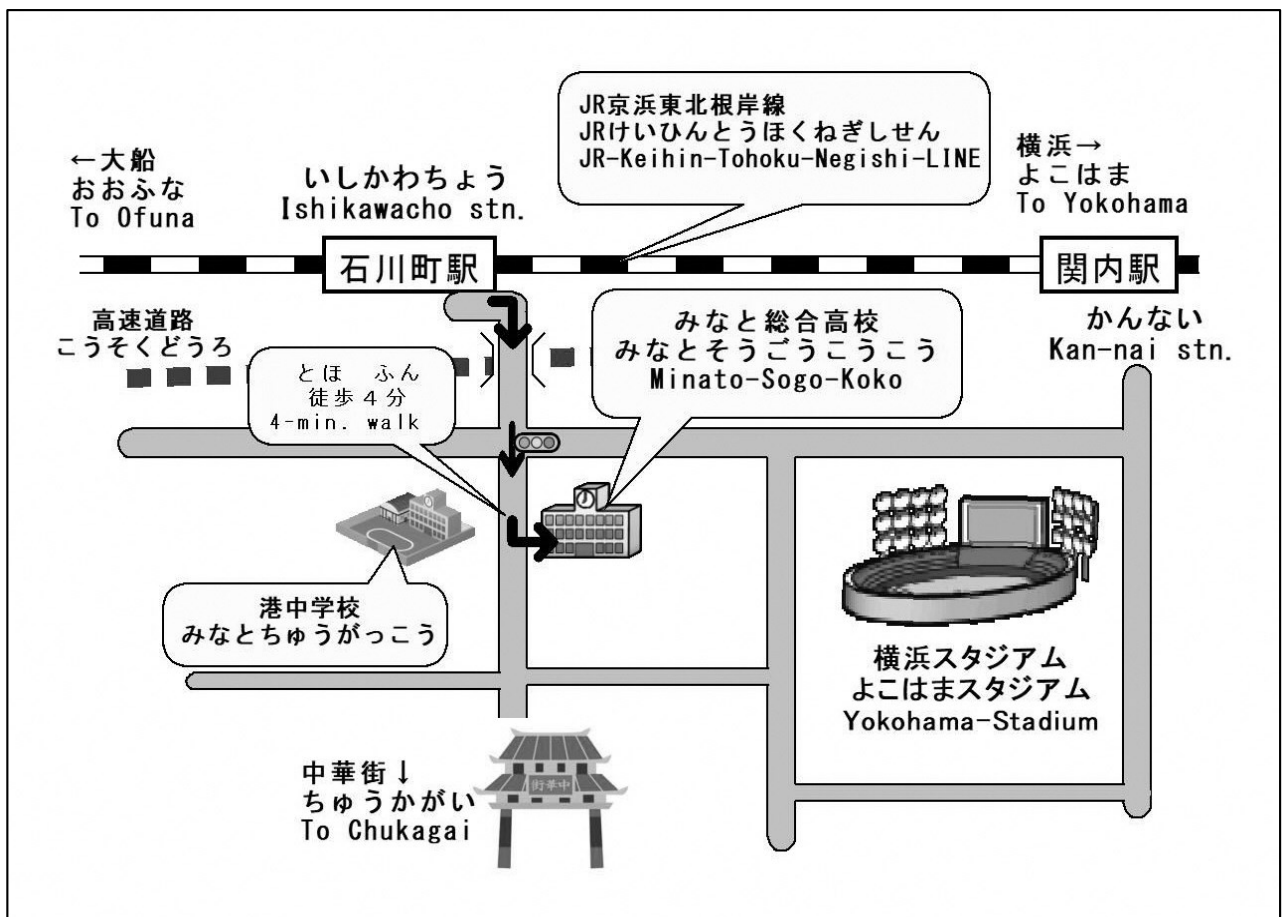 JR京浜東北根岸線
JRけいひんとうほくねぎしせん
JR-Keihin-Tohoku-Negishi-LINE
←大船
おおふな
To Ofuna
いしかわちょう
Ishikawacho stn.
横浜→
よこはま
To Yokohama
石川町駅
関内駅
かんない
Kan-nai stn.
高速道路
こうそくどうろ
みなと総合高校
みなとそうごうこうこう
Minato-Sogo-Koko
とほ ふん
徒歩4分
4-min. walk
港中学校
みなとちゅうがっこう
横浜スタジアム
よこはまスタジアム
Yokohama-Stadium
中華街↓
ちゅうかがい
To Chukagai
街華中